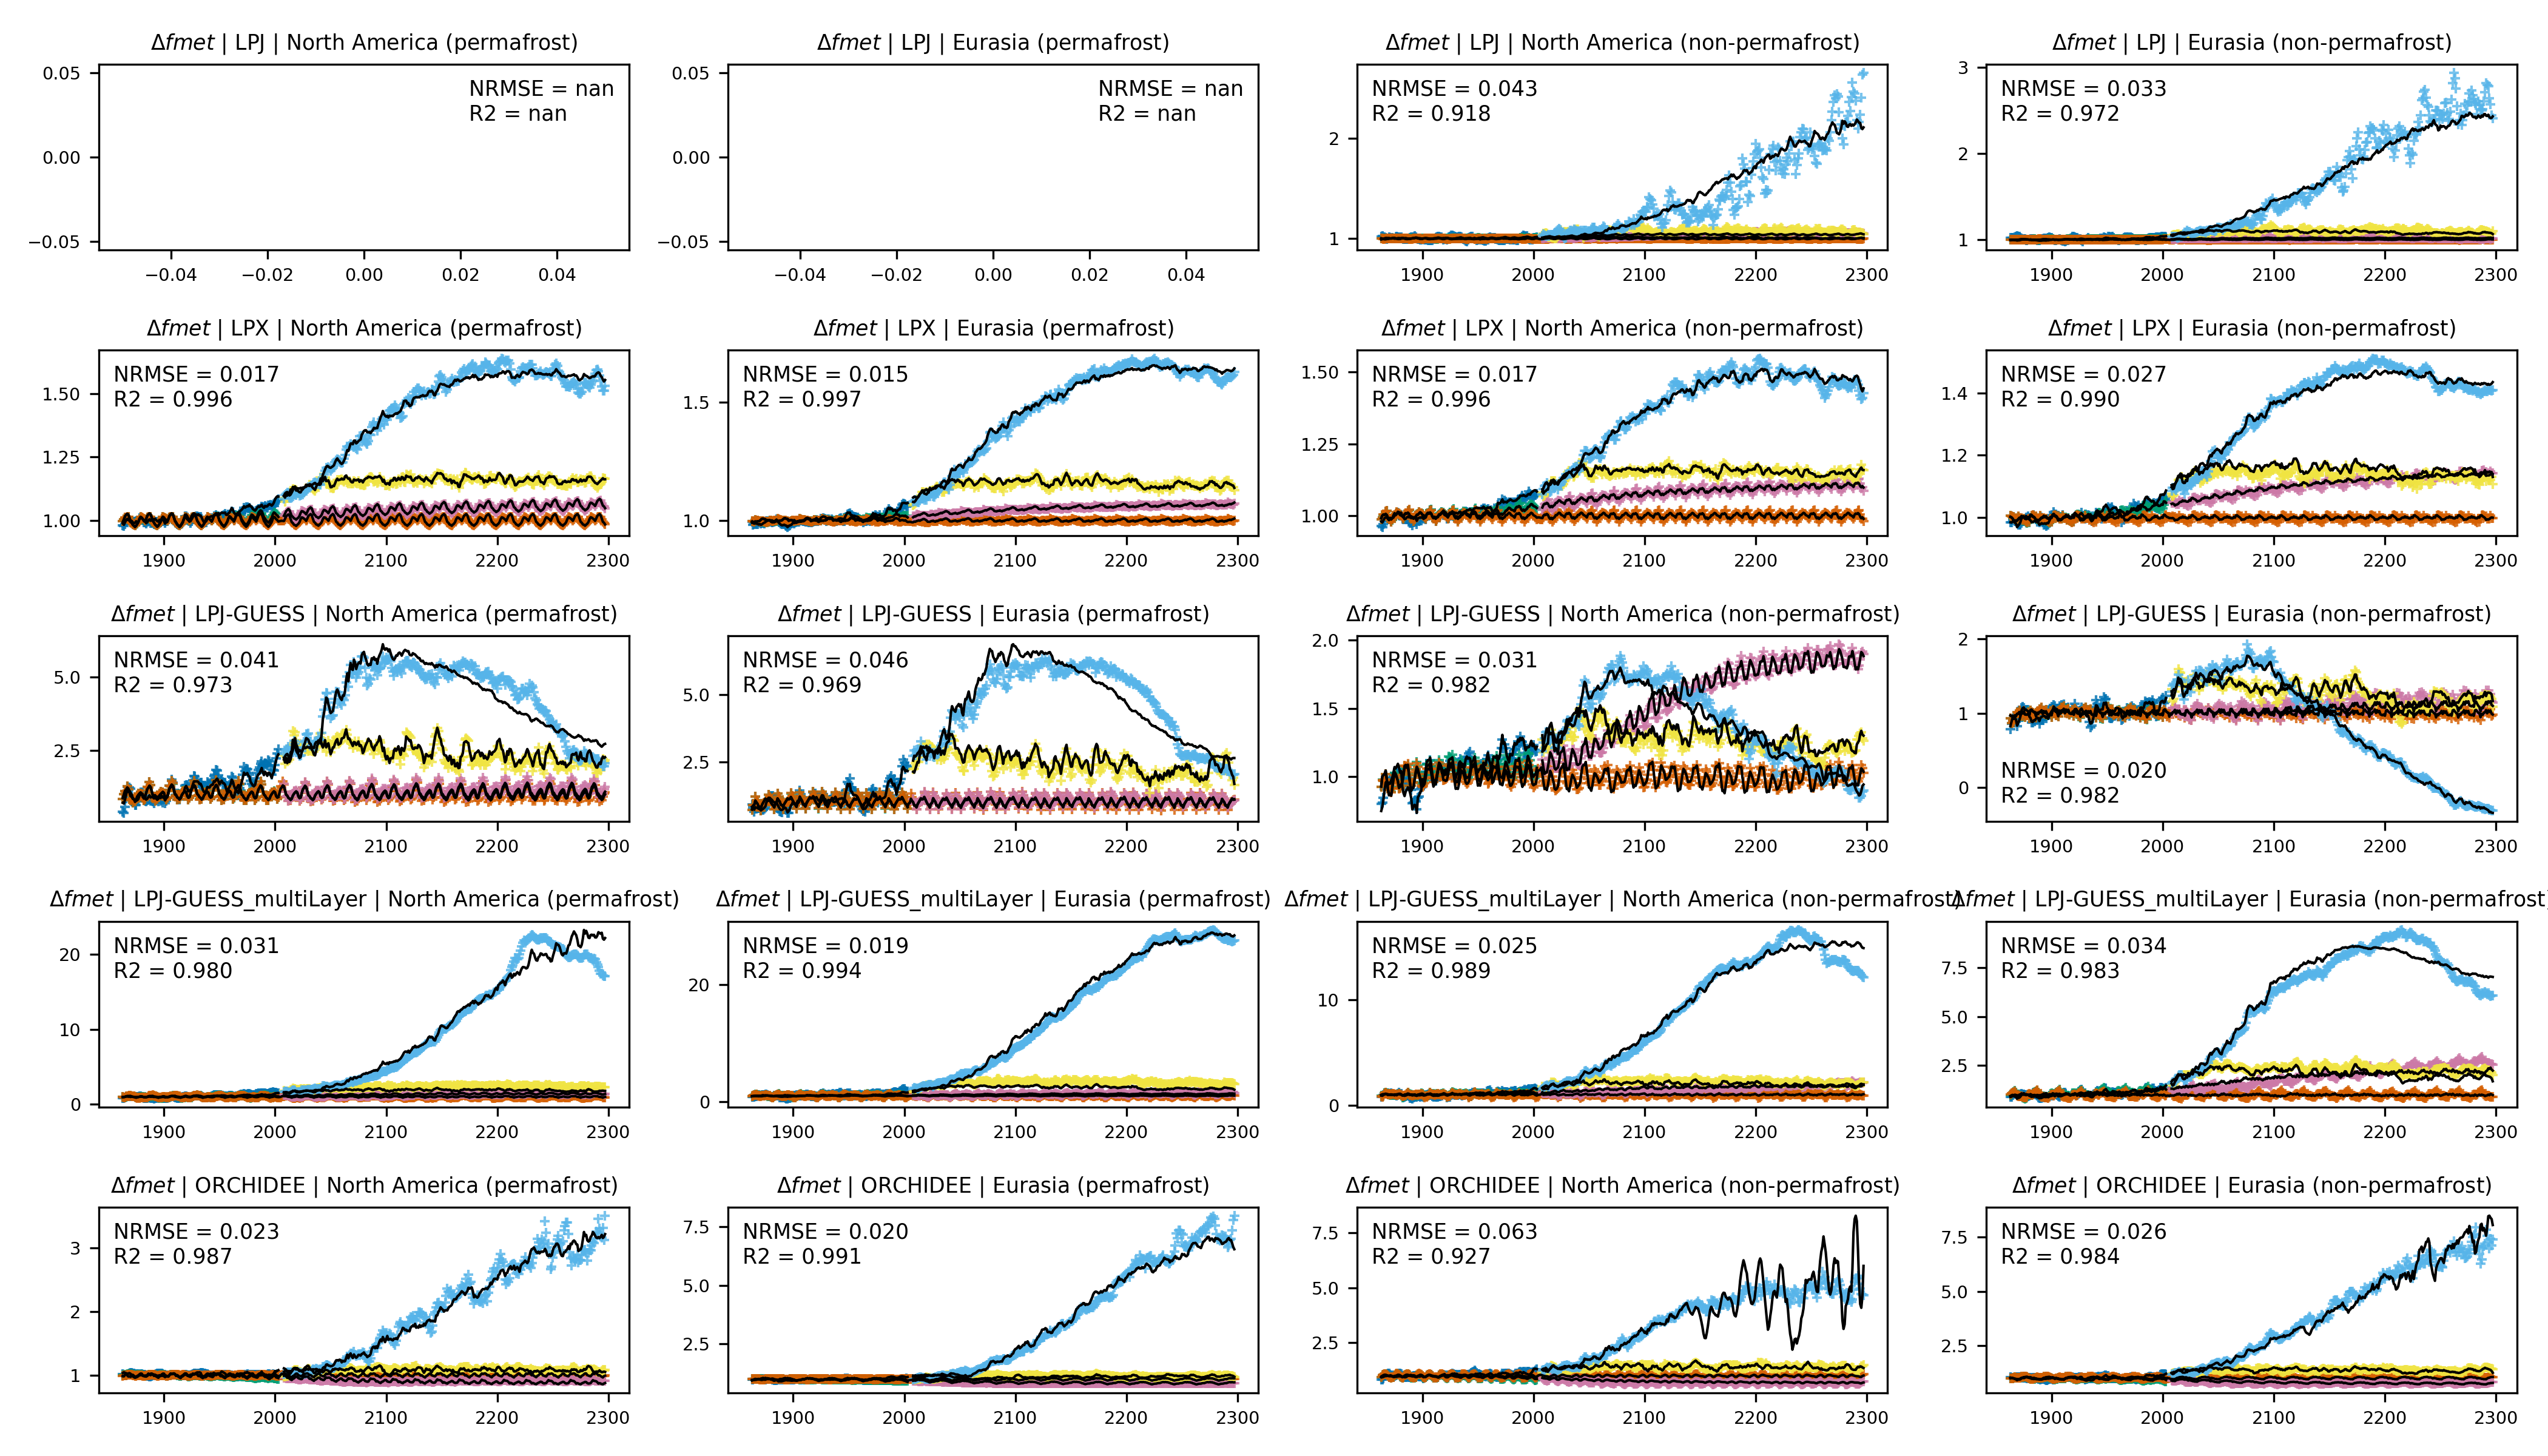 Δfmet | LPJ | North America (permafrost)
NRMSE = nan
R2 = nan
0.05
0.00
−0.05
−0.04
−0.02
0.00
0.02
0.04
Δfmet | LPJ | Eurasia (permafrost)
NRMSE = nan
R2 = nan
0.05
0.00
−0.05
−0.04
−0.02
0.00
0.02
0.04
Δfmet | LPJ | North America (non-permafrost)
NRMSE = 0.043
R2 = 0.918
2
1
1900
2000
2100
2200
2300
Δfmet | LPJ | Eurasia (non-permafrost)
NRMSE = 0.033
R2 = 0.972
3
2
1
1900
2000
2100
2200
2300
Δfmet | LPX | North America (permafrost)
NRMSE = 0.017
R2 = 0.996
1.50
1.25
1.00
1900
2000
2100
2200
2300
Δfmet | LPX | Eurasia (permafrost)
NRMSE = 0.015
R2 = 0.997
1.5
1.0
1900
2000
2100
2200
2300
Δfmet | LPX | North America (non-permafrost)
NRMSE = 0.017
R2 = 0.996
1.50
1.25
1.00
1900
2000
2100
2200
2300
Δfmet | LPX | Eurasia (non-permafrost)
NRMSE = 0.027
R2 = 0.990
1.4
1.2
1.0
1900
2000
2100
2200
2300
Δfmet | LPJ-GUESS | North America (permafrost)
NRMSE = 0.041
R2 = 0.973
5.0
2.5
1900
2000
2100
2200
2300
Δfmet | LPJ-GUESS | Eurasia (permafrost)
NRMSE = 0.046
R2 = 0.969
5.0
2.5
1900
2000
2100
2200
2300
Δfmet | LPJ-GUESS | North America (non-permafrost)
NRMSE = 0.031
R2 = 0.982
2.0
1.5
1.0
1900
2000
2100
2200
2300
Δfmet | LPJ-GUESS | Eurasia (non-permafrost)
NRMSE = 0.020
R2 = 0.982
2
1
0
1900
2000
2100
2200
2300
Δfmet | LPJ-GUESS_multiLayer | North America (permafrost)
NRMSE = 0.031
R2 = 0.980
20
10
0
1900
2000
2100
2200
2300
Δfmet | LPJ-GUESS_multiLayer | Eurasia (permafrost)
NRMSE = 0.019
R2 = 0.994
20
0
1900
2000
2100
2200
2300
Δfmet | LPJ-GUESS_multiLayer | North America (non-permafrost)
NRMSE = 0.025
R2 = 0.989
10
0
1900
2000
2100
2200
2300
Δfmet | LPJ-GUESS_multiLayer | Eurasia (non-permafrost)
NRMSE = 0.034
R2 = 0.983
7.5
5.0
2.5
1900
2000
2100
2200
2300
Δfmet | ORCHIDEE | North America (permafrost)
NRMSE = 0.023
R2 = 0.987
3
2
1
1900
2000
2100
2200
2300
Δfmet | ORCHIDEE | Eurasia (permafrost)
NRMSE = 0.020
R2 = 0.991
7.5
5.0
2.5
1900
2000
2100
2200
2300
Δfmet | ORCHIDEE | North America (non-permafrost)
NRMSE = 0.063
R2 = 0.927
7.5
5.0
2.5
1900
2000
2100
2200
2300
Δfmet | ORCHIDEE | Eurasia (non-permafrost)
NRMSE = 0.026
R2 = 0.984
7.5
5.0
2.5
1900
2000
2100
2200
2300